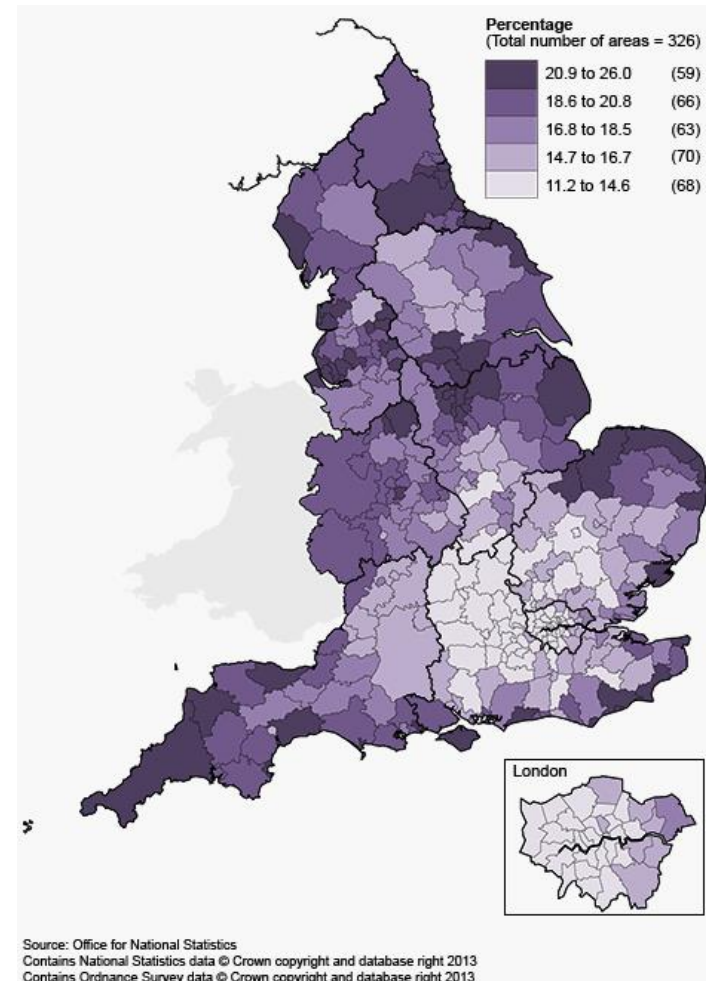 Percentage
(Total number of areas = 326)
20.9 to 26.0 (59)
18.6 to 20.8 (66)
16.8 to 18.5 (63)
14.7 to 16.7 (70)
11.2 to 14.6 (68)
London
Source: Office for National Statistics
Contains National Statistics data © Crown copyright and database right 2013
Contains Ordnance Survey data © Crown copyright and database right 2013